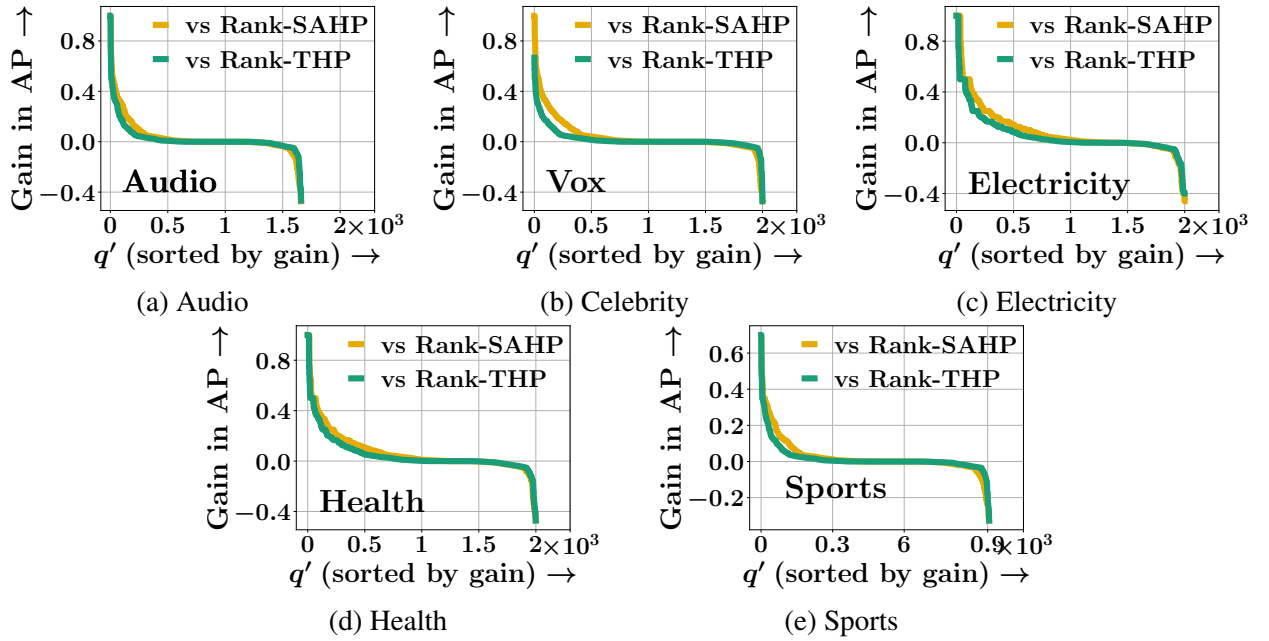 Gain in AP →
0.8
0.4
0.0
−0.4
vs Rank-SAHP
vs Rank-THP
Audio
0 0.5 1 1.5 2×10³
q′ (sorted by gain) →
(a) Audio
Gain in AP →
0.8
0.4
0.0
−0.4
vs Rank-SAHP
vs Rank-THP
Vox
0 0.5 1 1.5 2×10³
q′ (sorted by gain) →
(b) Celebrity
Gain in AP →
0.8
0.4
0.0
−0.4
vs Rank-SAHP
vs Rank-THP
Electricity
0 0.5 1 1.5 2×10³
q′ (sorted by gain) →
(c) Electricity
Gain in AP →
0.8
0.4
0.0
−0.4
vs Rank-SAHP
vs Rank-THP
Health
0 0.5 1 2 2×10³
q′ (sorted by gain) →
(d) Health
Gain in AP →
0.6
0.4
0.2
0.0
−0.2
vs Rank-SAHP
vs Rank-THP
Sports
0 0.3 6 0.9 ×10³
q′ (sorted by gain) →
(e) Sports